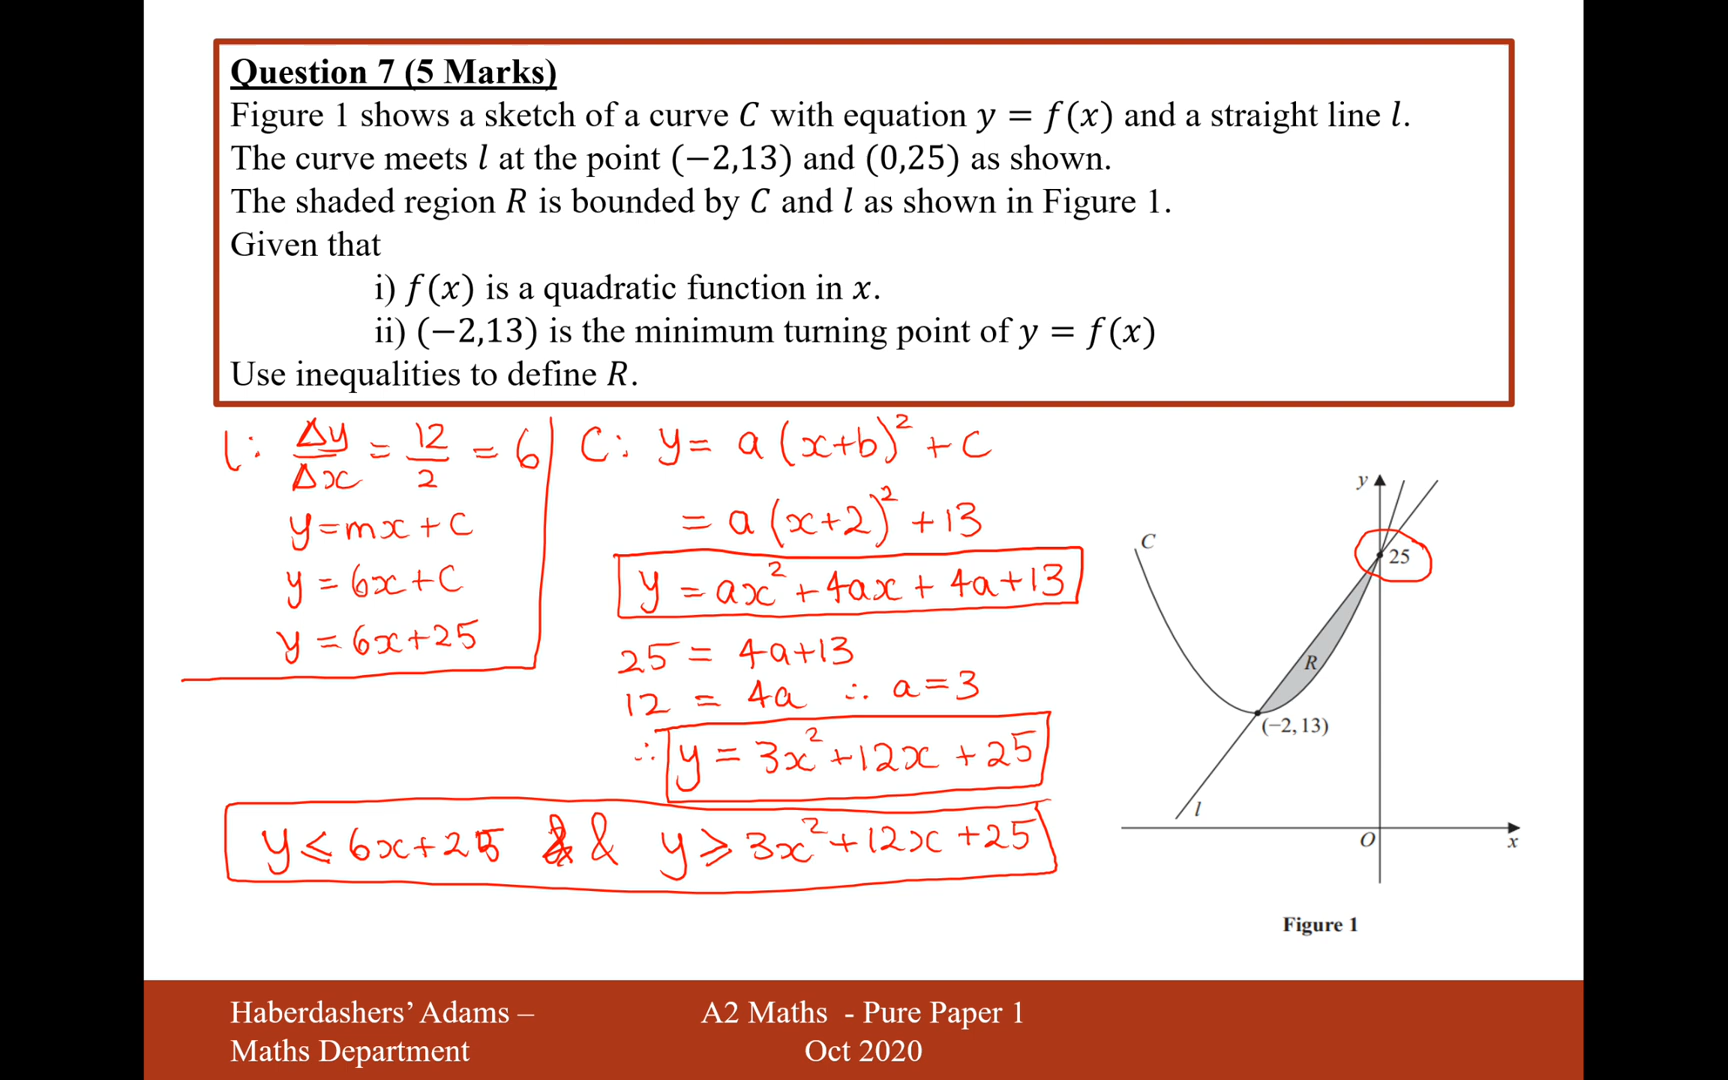 Question 7 (5 Marks)
Figure 1 shows a sketch of a curve C with equation y = f(x) and a straight line l.
The curve meets l at the point (−2,13) and (0,25) as shown.
The shaded region R is bounded by C and l as shown in Figure 1.
Given that
i) f(x) is a quadratic function in x.
ii) (−2,13) is the minimum turning point of y = f(x)
Use inequalities to define R.
l: Δy/Δx = 12/2 = 6
y=mx+c
y=6x+c
y=6x+25
C: y= a(x+b)²+c
= a(x+2)²+13
y = ax²+4ax+4a+13
25 = 4a+13
12 = 4a ∴ a=3
∴ y = 3x²+12x+25
y ⩽ 6x+25 & y ⩾ 3x²+12x+25
y
C
25
R
(−2, 13)
l
O
x
Figure 1
Haberdashers’ Adams –
Maths Department
A2 Maths - Pure Paper 1
Oct 2020